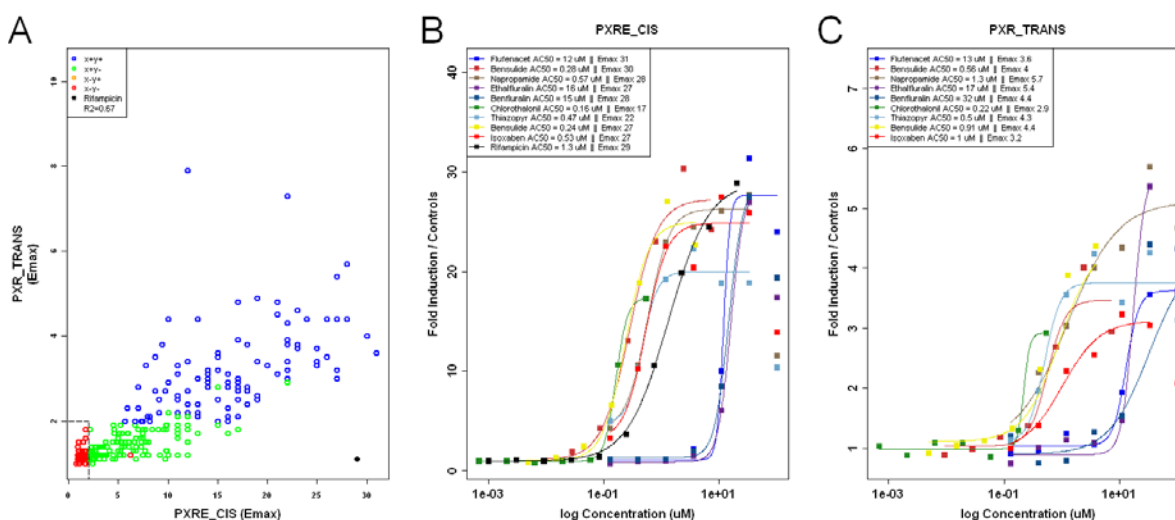 A
x+y+
x+y-
x-y+
x-y-
Rifampicin
R2=0.67
PXR_TRANS
(Emax)
10
8
6
4
2
0 5 10 15 20 25 30
PXRE_CIS (Emax)
B
PXRE_CIS
Flufenacet AC50 = 12 uM || Emax 31
Bensulide AC50 = 0.28 uM || Emax 30
Napropamide AC50 = 0.57 uM || Emax 28
Ethalfluralin AC50 = 16 uM || Emax 27
Benfluralin AC50 = 15 uM || Emax 28
Chlorothalonil AC50 = 0.16 uM || Emax 17
Thiazopyr AC50 = 0.47 uM || Emax 22
Bensulide AC50 = 0.24 uM || Emax 27
Isoxaben AC50 = 0.53 uM || Emax 27
Rifampicin AC50 = 1.3 uM || Emax 29
Fold Induction / Controls
40
30
20
10
0
1e-03 1e-01 1e+01
log Concentration (uM)
C
PXR_TRANS
Flufenacet AC50 = 13 uM || Emax 3.6
Bensulide AC50 = 0.56 uM || Emax 4
Napropamide AC50 = 1.3 uM || Emax 5.7
Ethalfluralin AC50 = 17 uM || Emax 5.4
Benfluralin AC50 = 32 uM || Emax 4.4
Chlorothalonil AC50 = 0.22 uM || Emax 2.9
Thiazopyr AC50 = 0.5 uM || Emax 4.3
Bensulide AC50 = 0.91 uM || Emax 4.4
Isoxaben AC50 = 1 uM || Emax 3.2
Fold Induction / Controls
7
6
5
4
3
2
1
1e-03 1e-01 1e+01
log Concentration (uM)